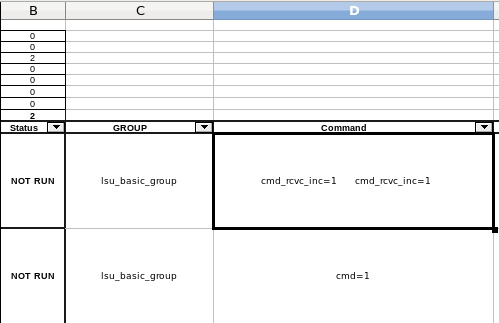 B C D
0
0
2
0
0
0
0
2
Status GROUP Command
NOT RUN lsu_basic_group cmd_rcvc_inc=1 cmd_rcvc_inc=1
NOT RUN lsu_basic_group cmd=1